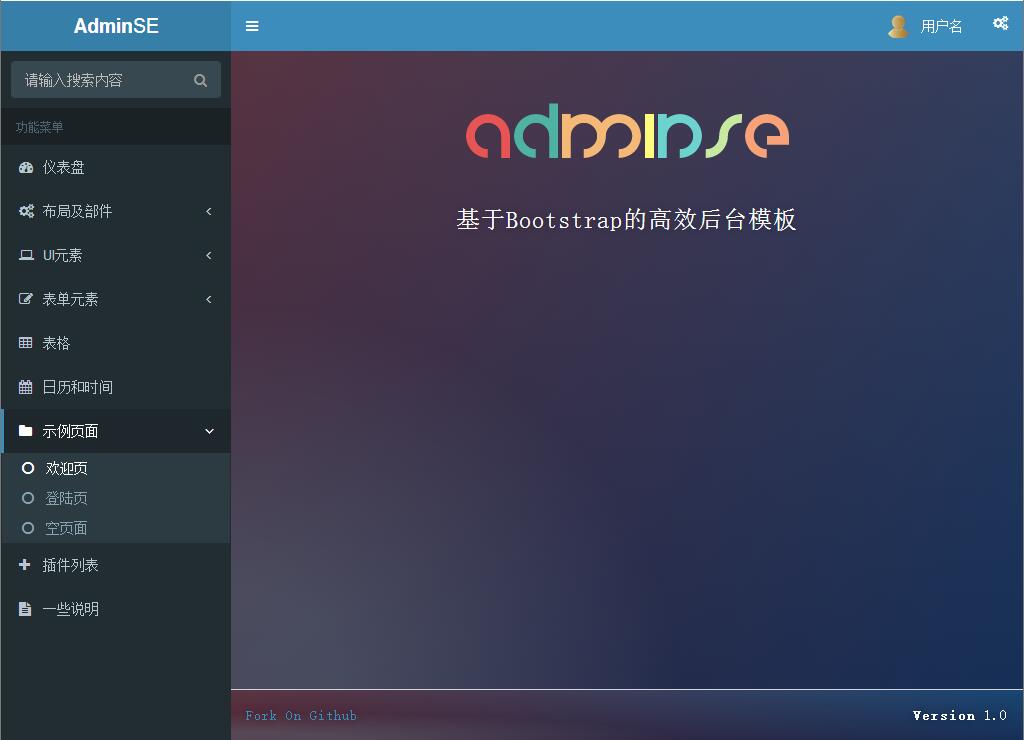 AdminSE
用户名
请输入搜索内容
功能菜单
仪表盘
布局及部件
UI元素
表单元素
表格
日历和时间
示例页面
欢迎页
登陆页
空页面
插件列表
一些说明
adminse
基于Bootstrap的高效后台模板
Fork On Github
Version 1.0